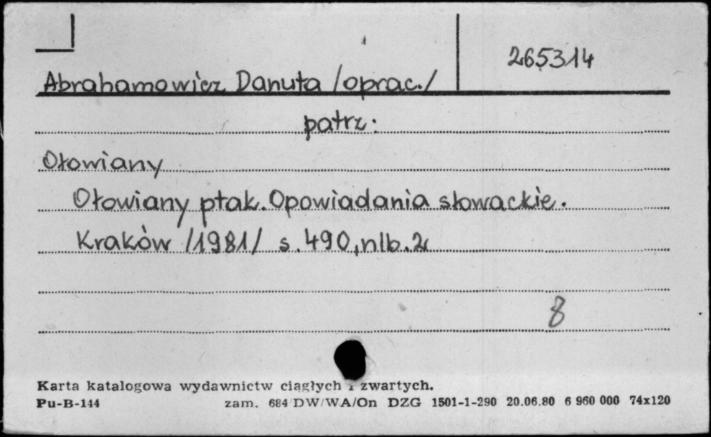 265314
Abrahamowicz Danuta /oprac./
patrz:
Ołowiany
Ołowiany ptak. Opowiadania słowackie.
Kraków /1981/ s. 490, nlb. 2
8
Karta katalogowa wydawnictw ciągłych i zwartych.
Pu-B-144 zam. 684 DW/WA/On DZG 1501-1-290 20.06.80 6 960 000 74x120